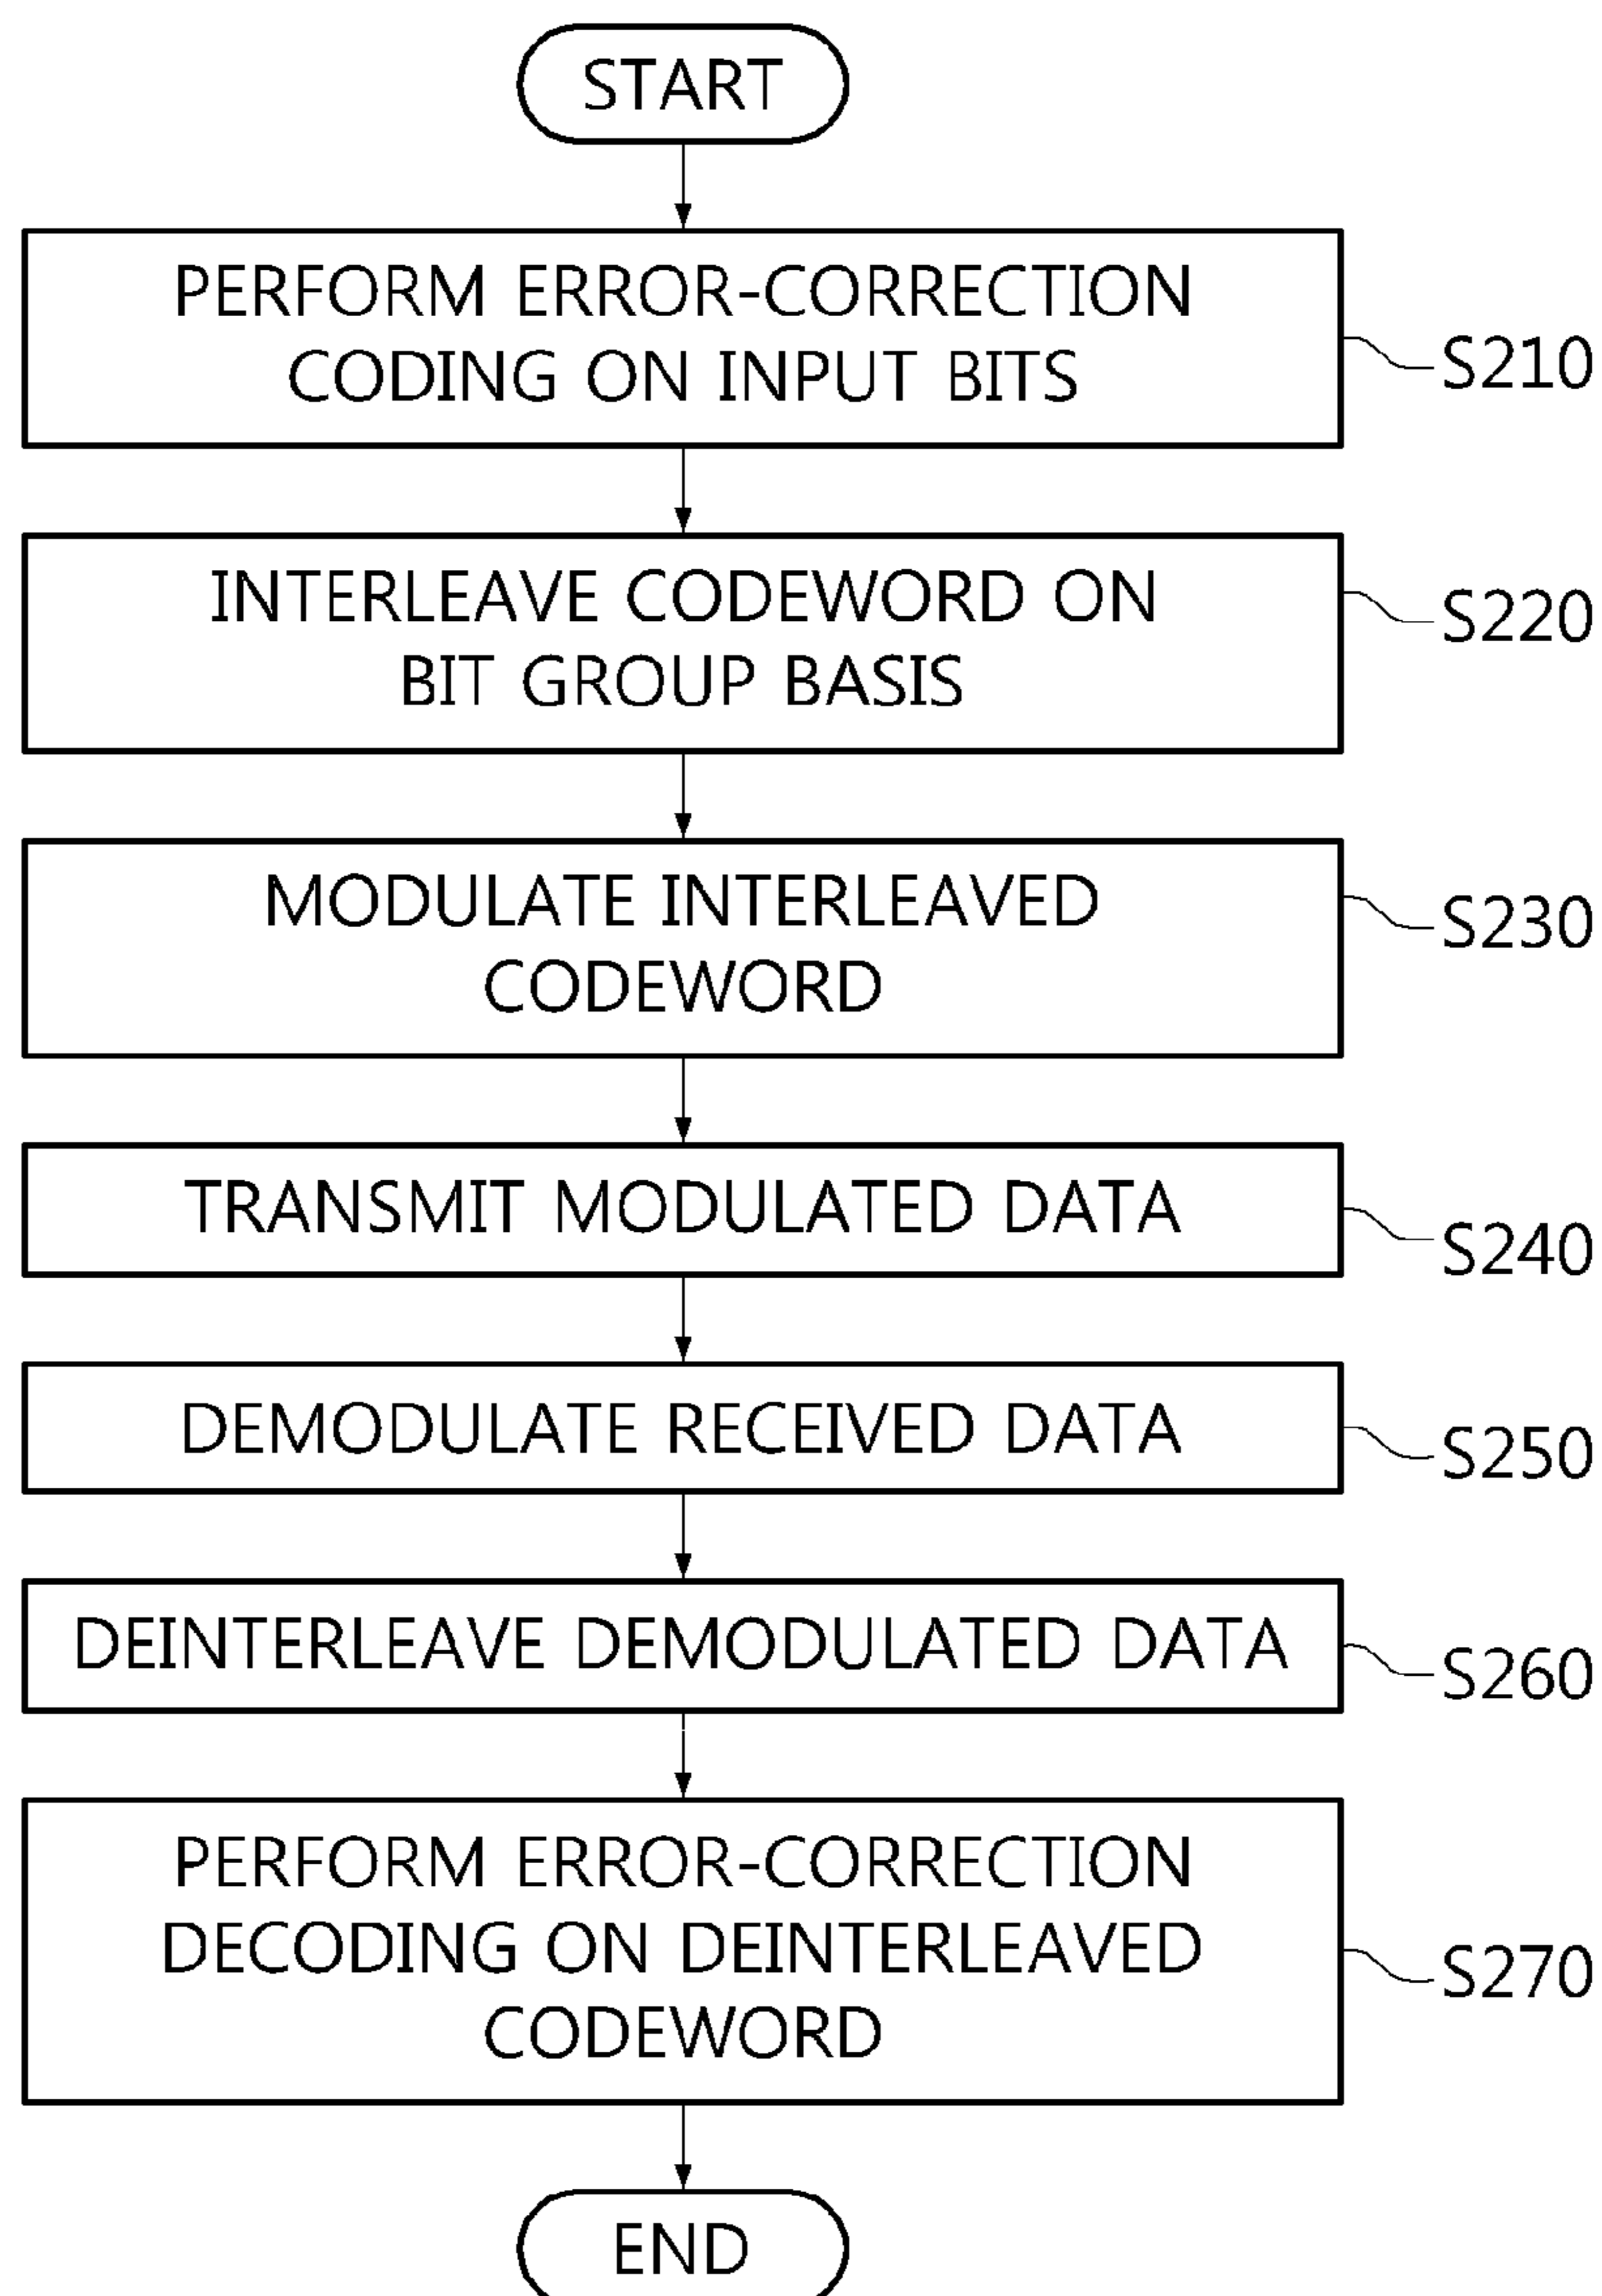 START
PERFORM ERROR-CORRECTION
CODING ON INPUT BITS
S210
INTERLEAVE CODEWORD ON
BIT GROUP BASIS
S220
MODULATE INTERLEAVED
CODEWORD
S230
TRANSMIT MODULATED DATA
S240
DEMODULATE RECEIVED DATA
S250
DEINTERLEAVE DEMODULATED DATA
S260
PERFORM ERROR-CORRECTION
DECODING ON DEINTERLEAVED
CODEWORD
S270
END